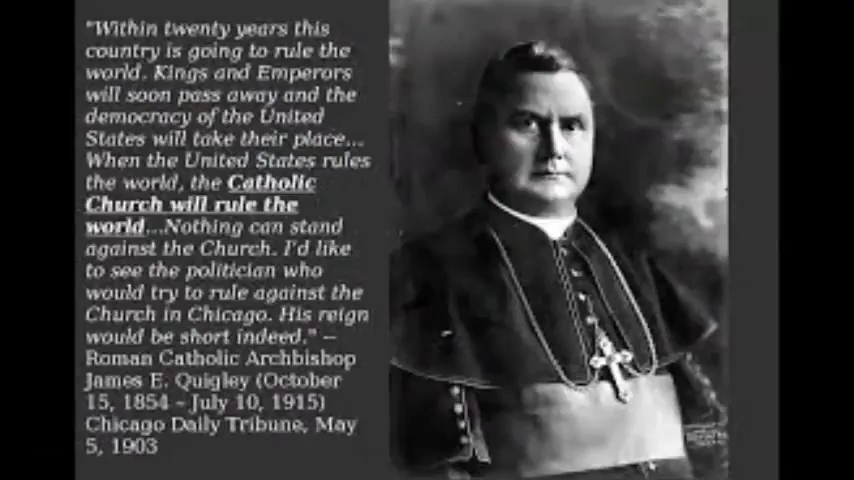 "Within twenty years this
country is going to rule the
world. Kings and Emperors
will soon pass away and the
democracy of the United
States will take their place...
When the United States rules
the world, the Catholic
Church will rule the
world...Nothing can stand
against the Church. I'd like
to see the politician who
would try to rule against the
Church in Chicago. His reign
would be short indeed." –
Roman Catholic Archbishop
James E. Quigley (October
15, 1854 – July 10, 1915)
Chicago Daily Tribune, May
5, 1903